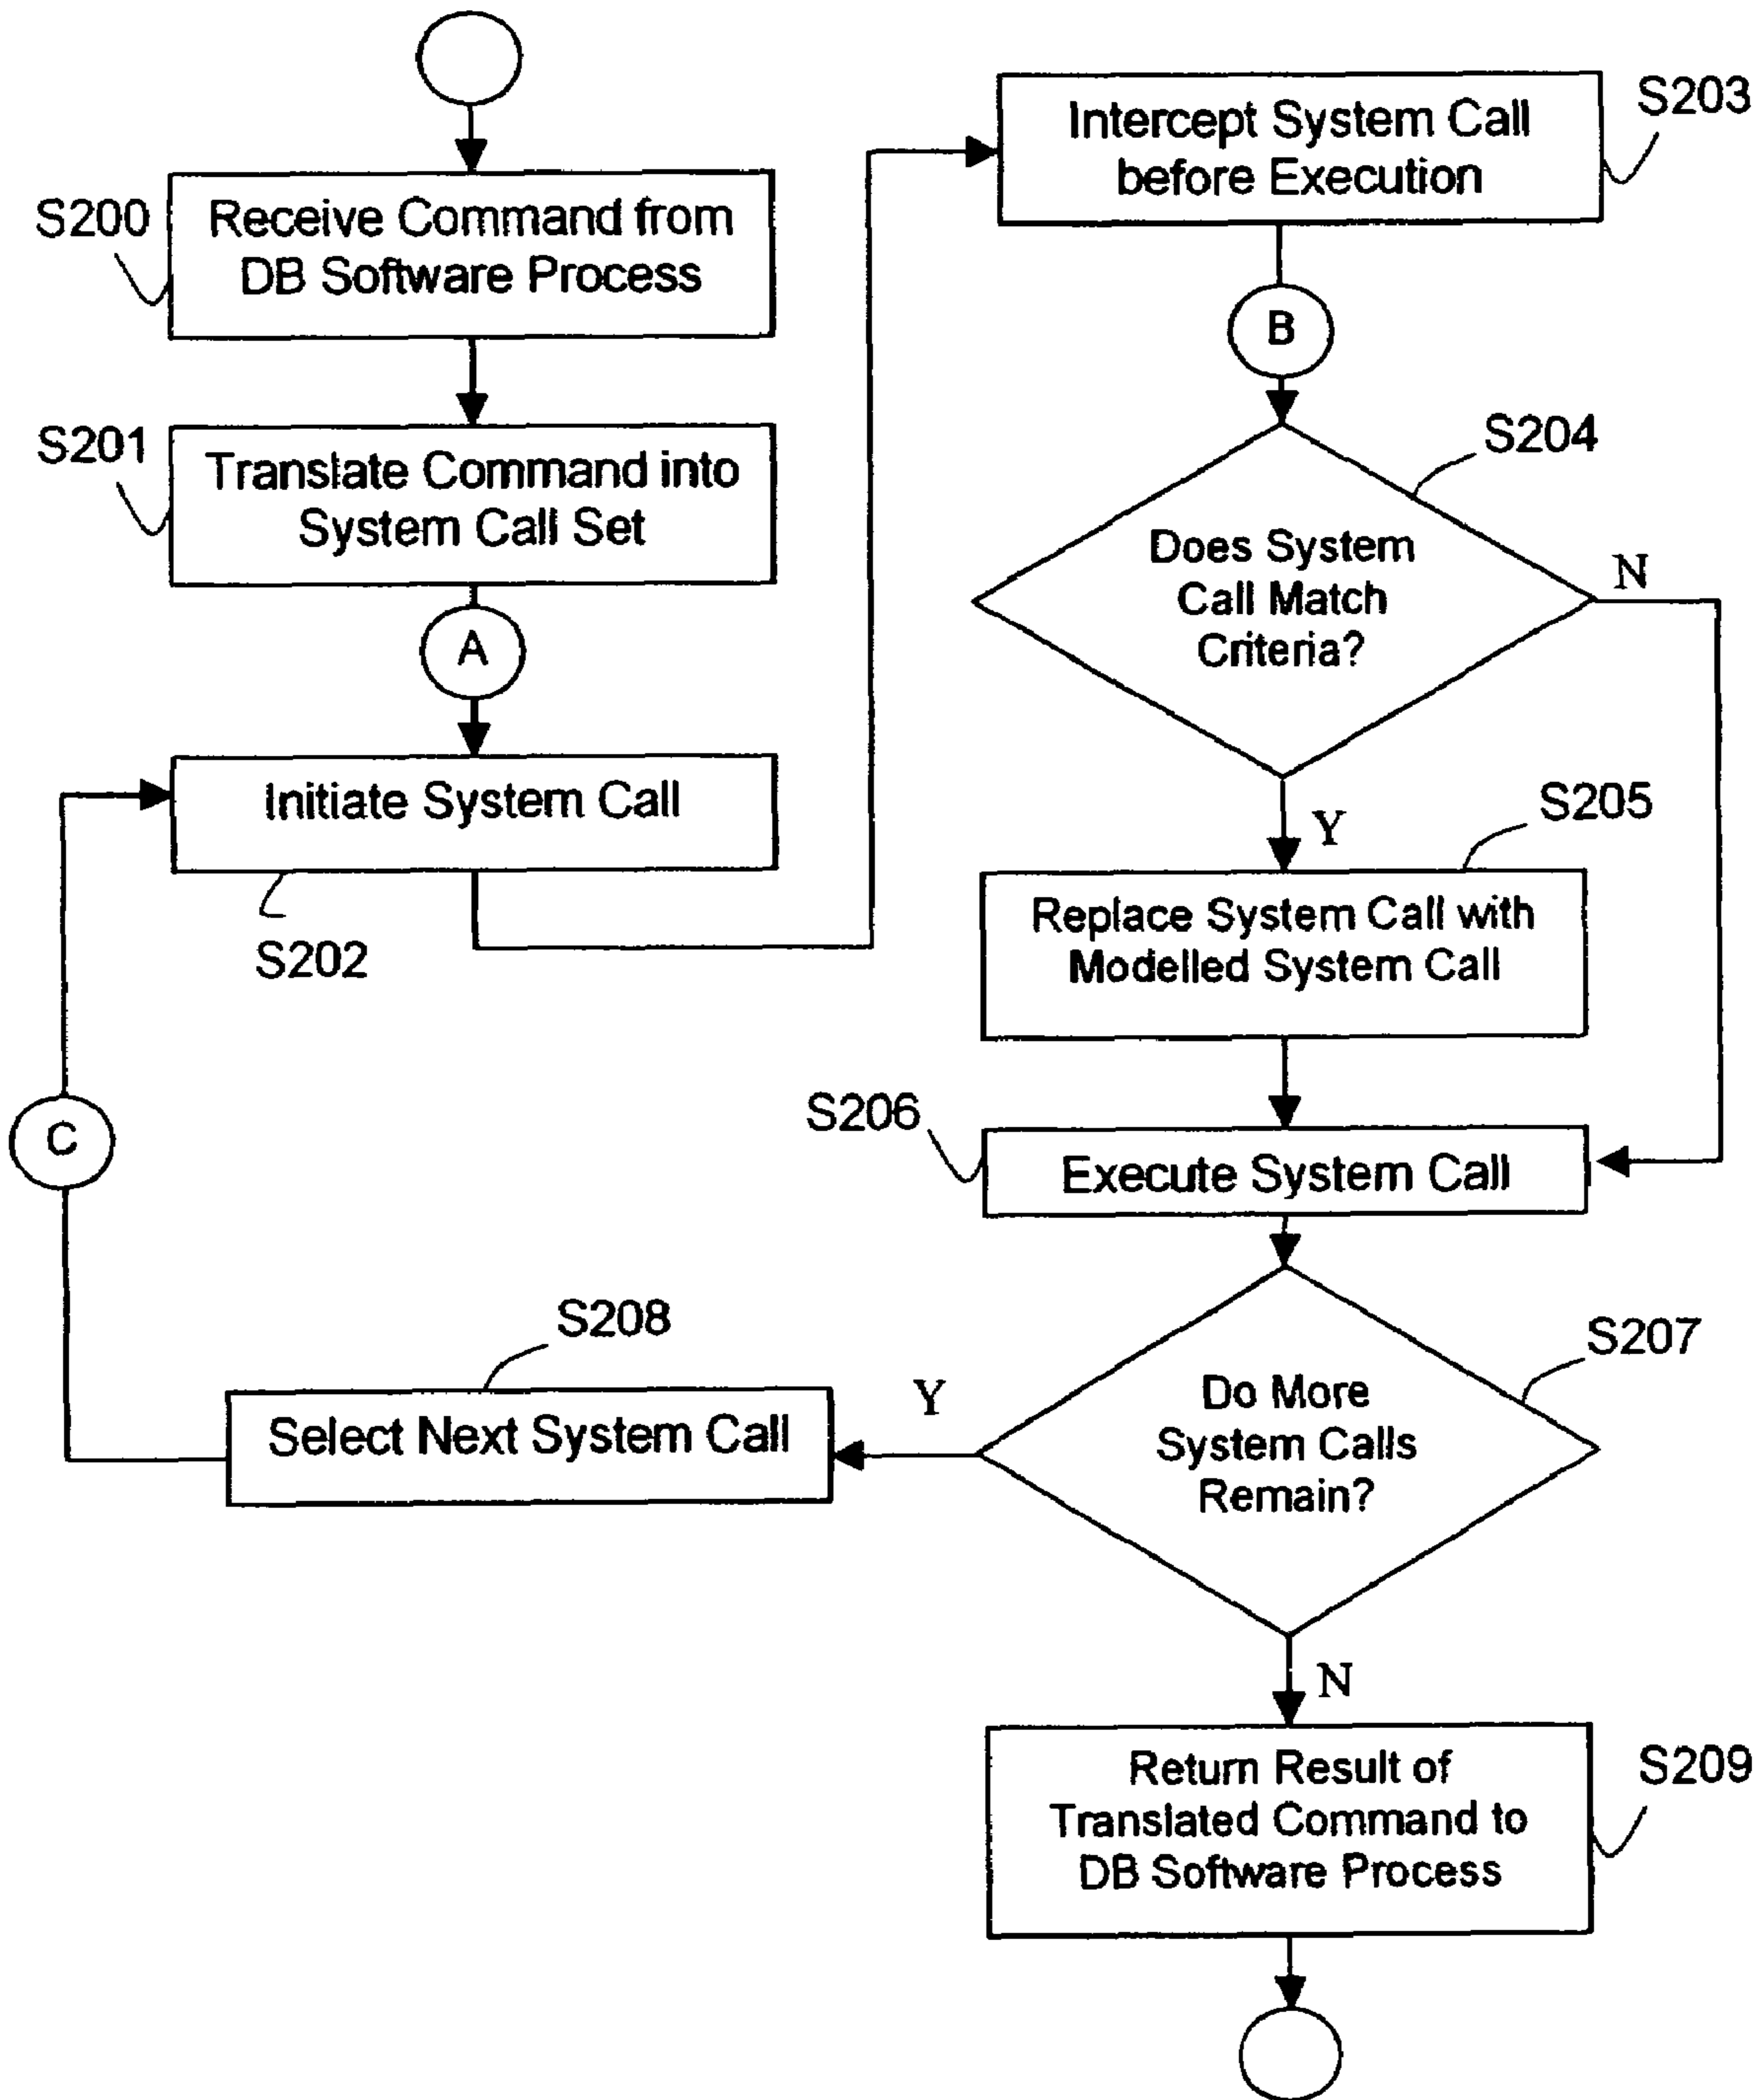 S200
Receive Command from
DB Software Process
S201
Translate Command into
System Call Set
A
Initiate System Call
S202
S203
Intercept System Call
before Execution
B
S204
Does System
Call Match
Criteria?
N
Y
S205
Replace System Call with
Modelled System Call
S206
Execute System Call
S207
Do More
System Calls
Remain?
Y
S208
Select Next System Call
C
N
S209
Return Result of
Translated Command to
DB Software Process